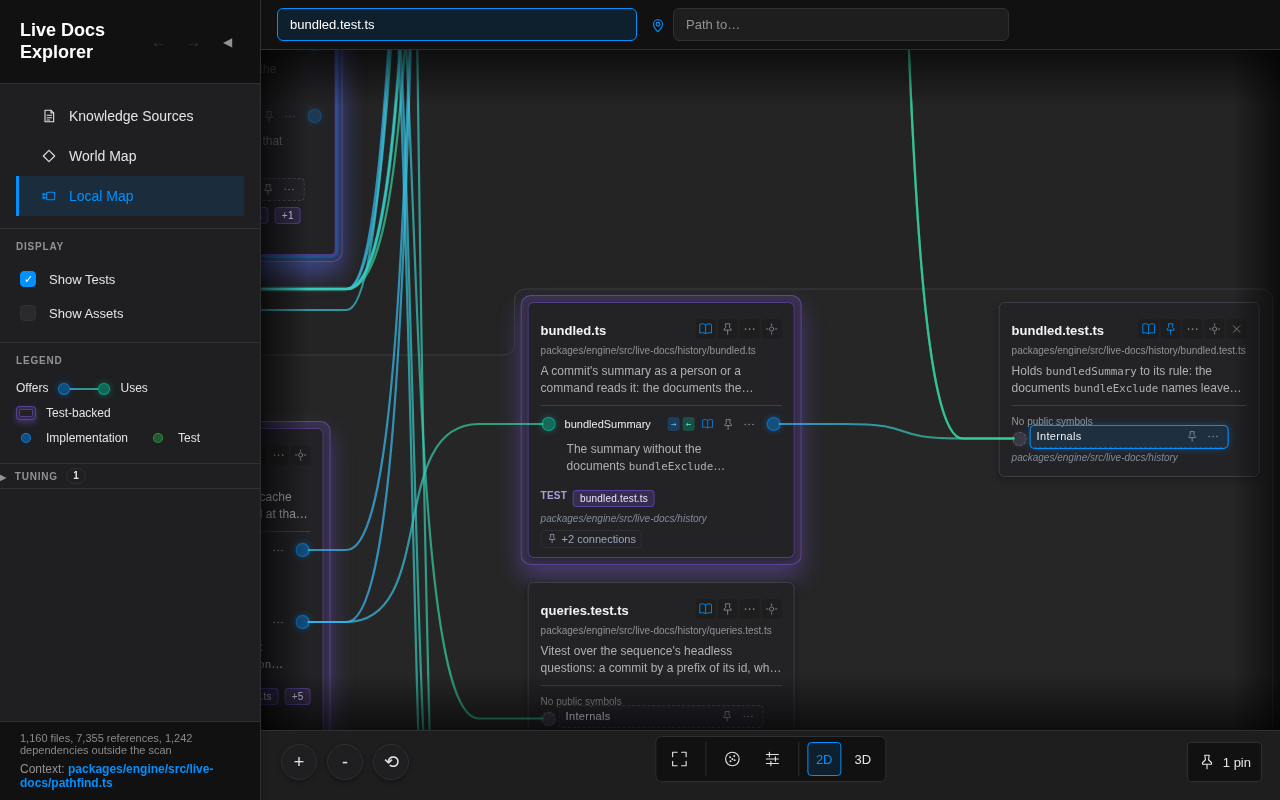 Live Docs
Explorer
← → ◀
Knowledge Sources
World Map
Local Map
DISPLAY
Show Tests
Show Assets
LEGEND
Offers Uses
Test-backed
Implementation Test
TUNING 1
1,160 files, 7,355 references, 1,242
dependencies outside the scan
Context: packages/engine/src/live-
docs/pathfind.ts
bundled.test.ts
Path to…
the
that
+1
cache
at tha…
on…
ts +5
bundled.ts
packages/engine/src/live-docs/history/bundled.ts
A commit's summary as a person or a
command reads it: the documents the…
bundledSummary → ← …
The summary without the
documents bundleExclude…
TEST bundled.test.ts
packages/engine/src/live-docs/history
+2 connections
queries.test.ts
packages/engine/src/live-docs/history/queries.test.ts
Vitest over the sequence's headless
questions: a commit by a prefix of its id, wh…
No public symbols
Internals
bundled.test.ts
packages/engine/src/live-docs/history/bundled.test.ts
Holds bundledSummary to its rule: the
documents bundleExclude names leave…
No public symbols
Internals
packages/engine/src/live-docs/history
+ - ⟲
2D 3D
1 pin